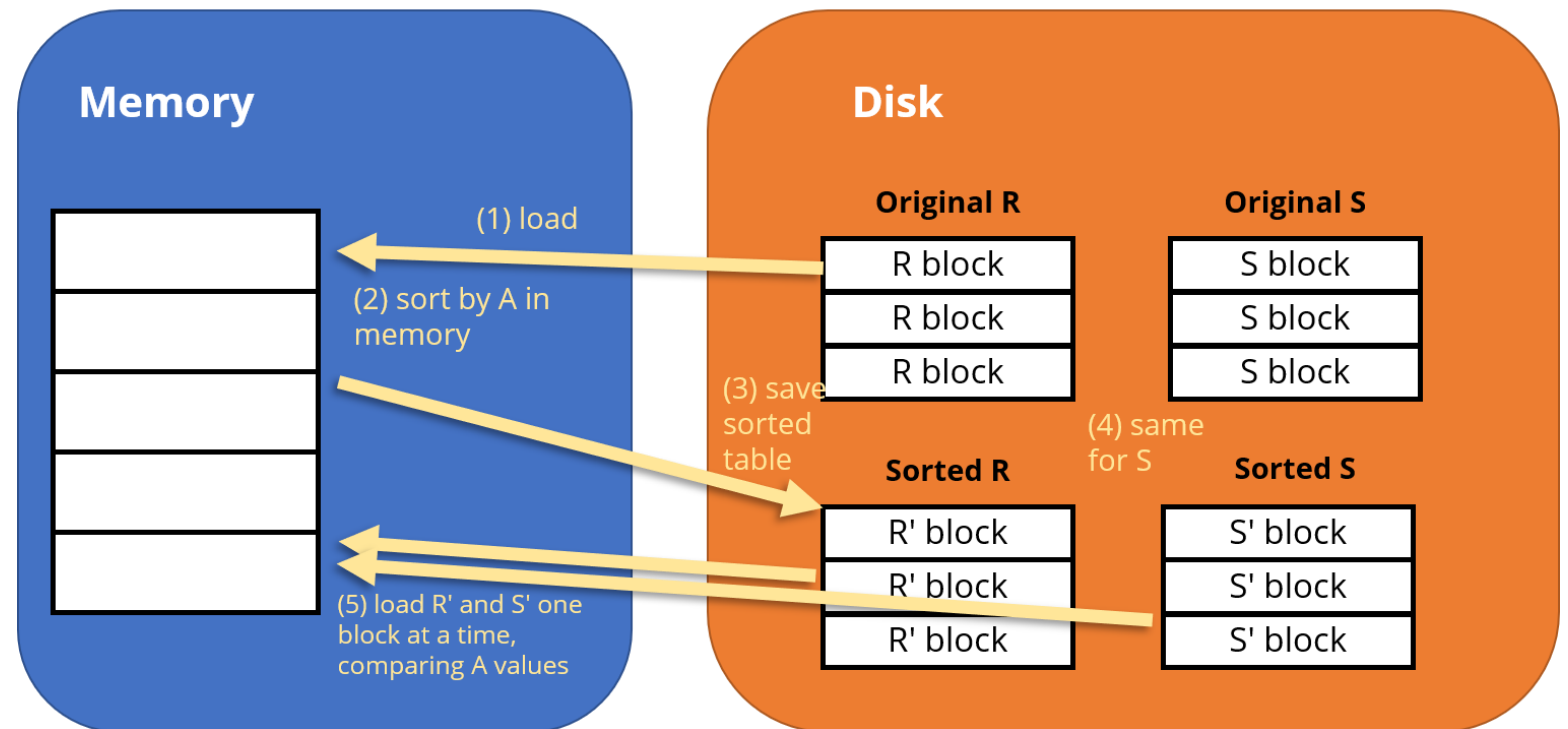 Memory
Disk
(1) load
(2) sort by A in
memory
(3) save
sorted
table
(4) same
for S
(5) load R' and S' one
block at a time,
comparing A values
Original R
R block
R block
R block
Original S
S block
S block
S block
Sorted R
R' block
R' block
R' block
Sorted S
S' block
S' block
S' block